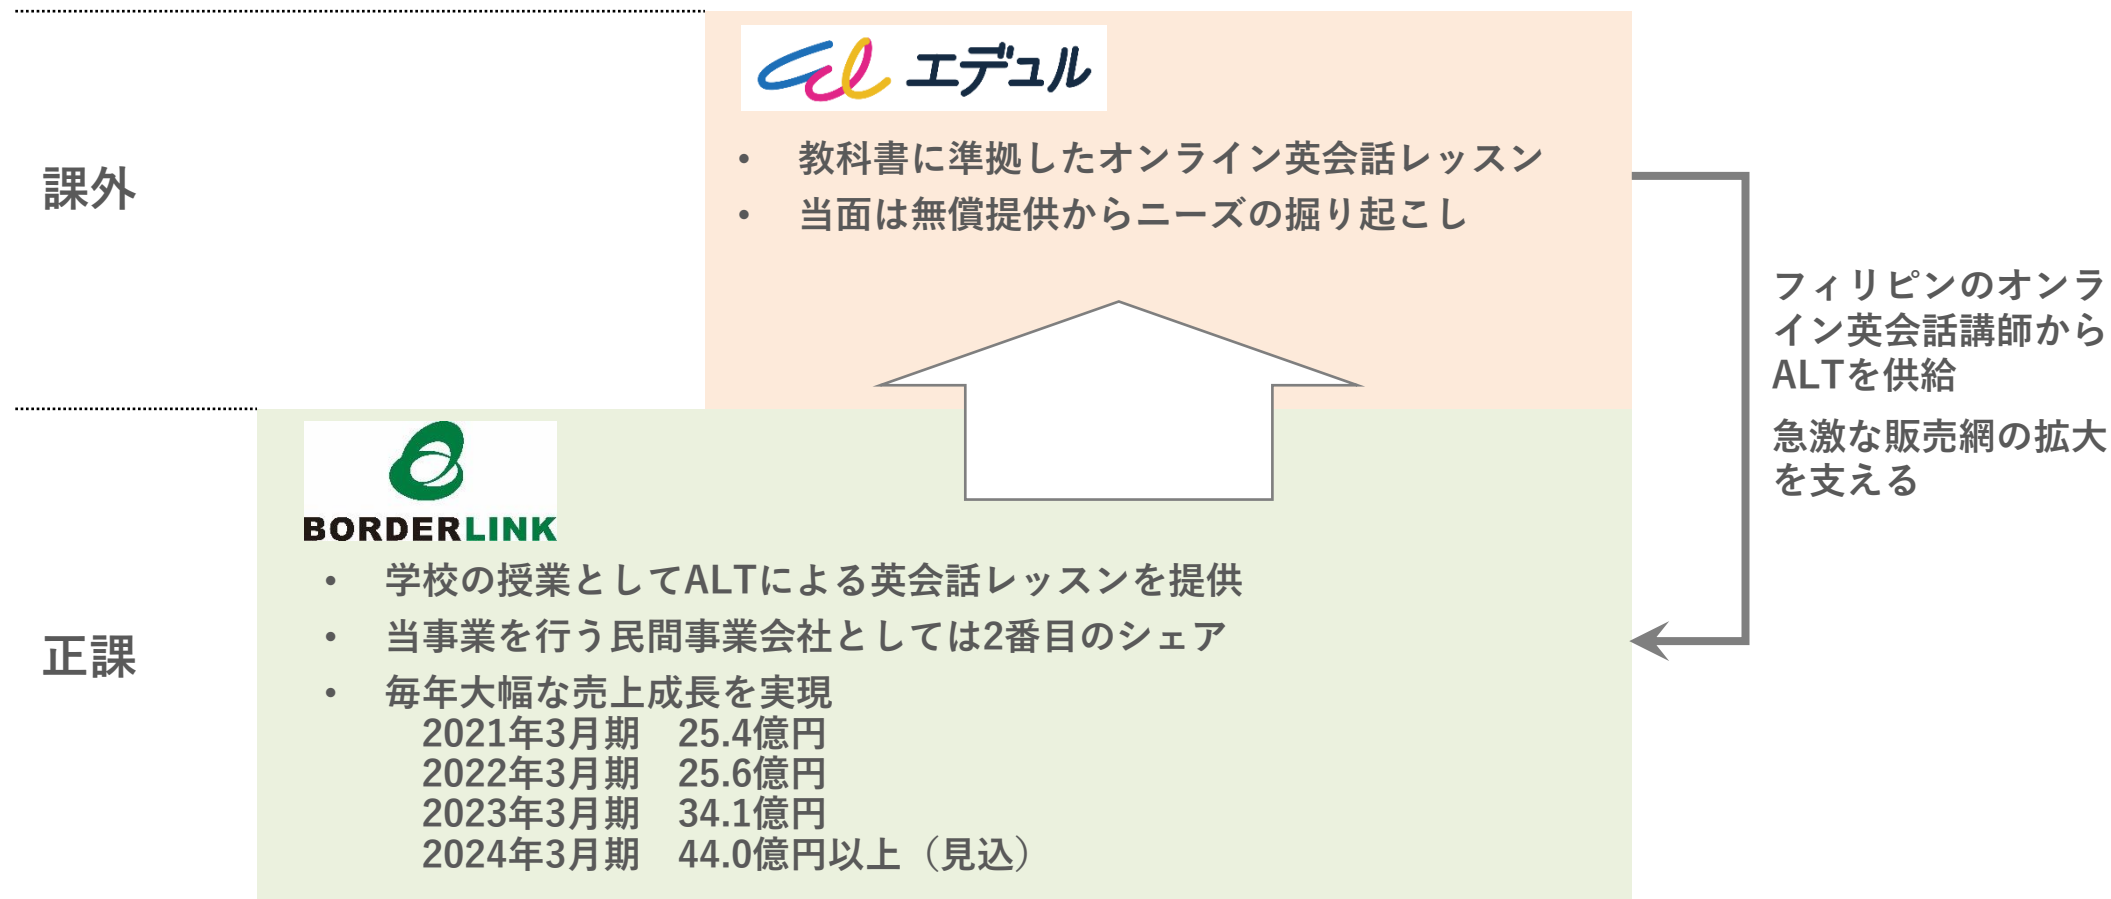 エデュル
• 教科書に準拠したオンライン英会話レッスン
• 当面は無償提供からニーズの掘り起こし
課外
フィリピンのオンラ
イン英会話講師から
ALTを供給
急激な販売網の拡大
を支える
BORDERLINK
• 学校の授業としてALTによる英会話レッスンを提供
• 当事業を行う民間事業会社としては2番目のシェア
• 毎年大幅な売上成長を実現
2021年3月期 25.4億円
2022年3月期 25.6億円
2023年3月期 34.1億円
2024年3月期 44.0億円以上（見込）
正課